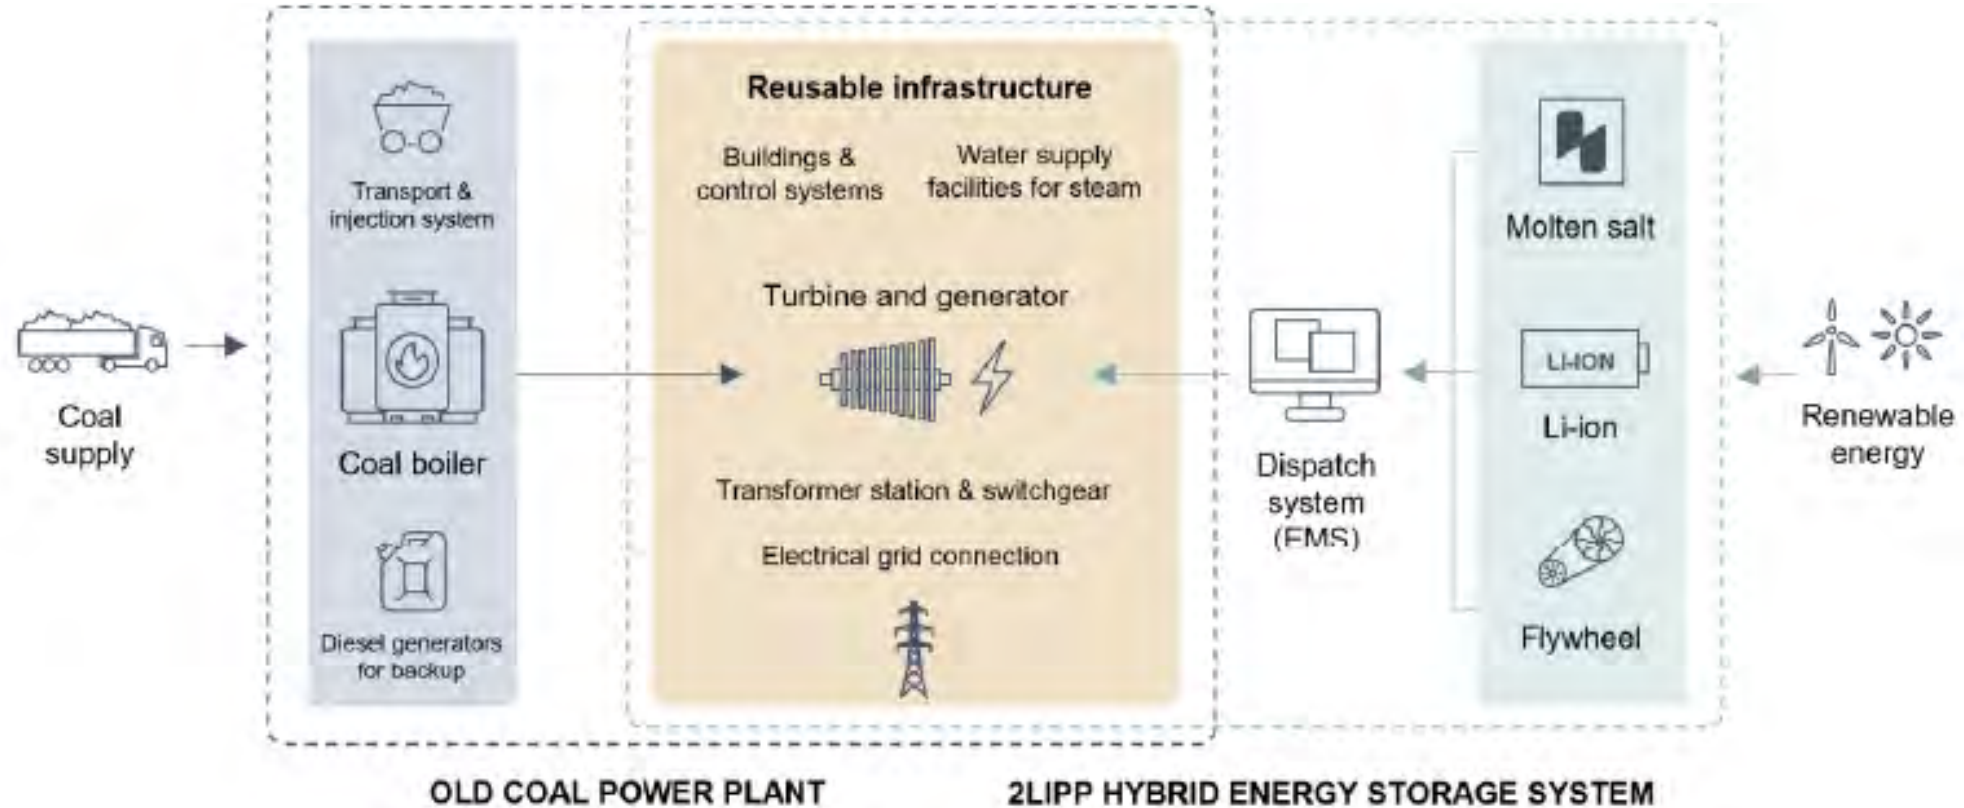 Coal
supply
Transport &
injection system
Coal boiler
Diesel generators
for backup
Reusable infrastructure
Buildings &
control systems
Water supply
facilities for steam
Turbine and generator
Transformer station & switchgear
Electrical grid connection
Dispatch
system
(EMS)
Molten salt
LI-ION
Li-ion
Flywheel
Renewable
energy
OLD COAL POWER PLANT
2LIPP HYBRID ENERGY STORAGE SYSTEM